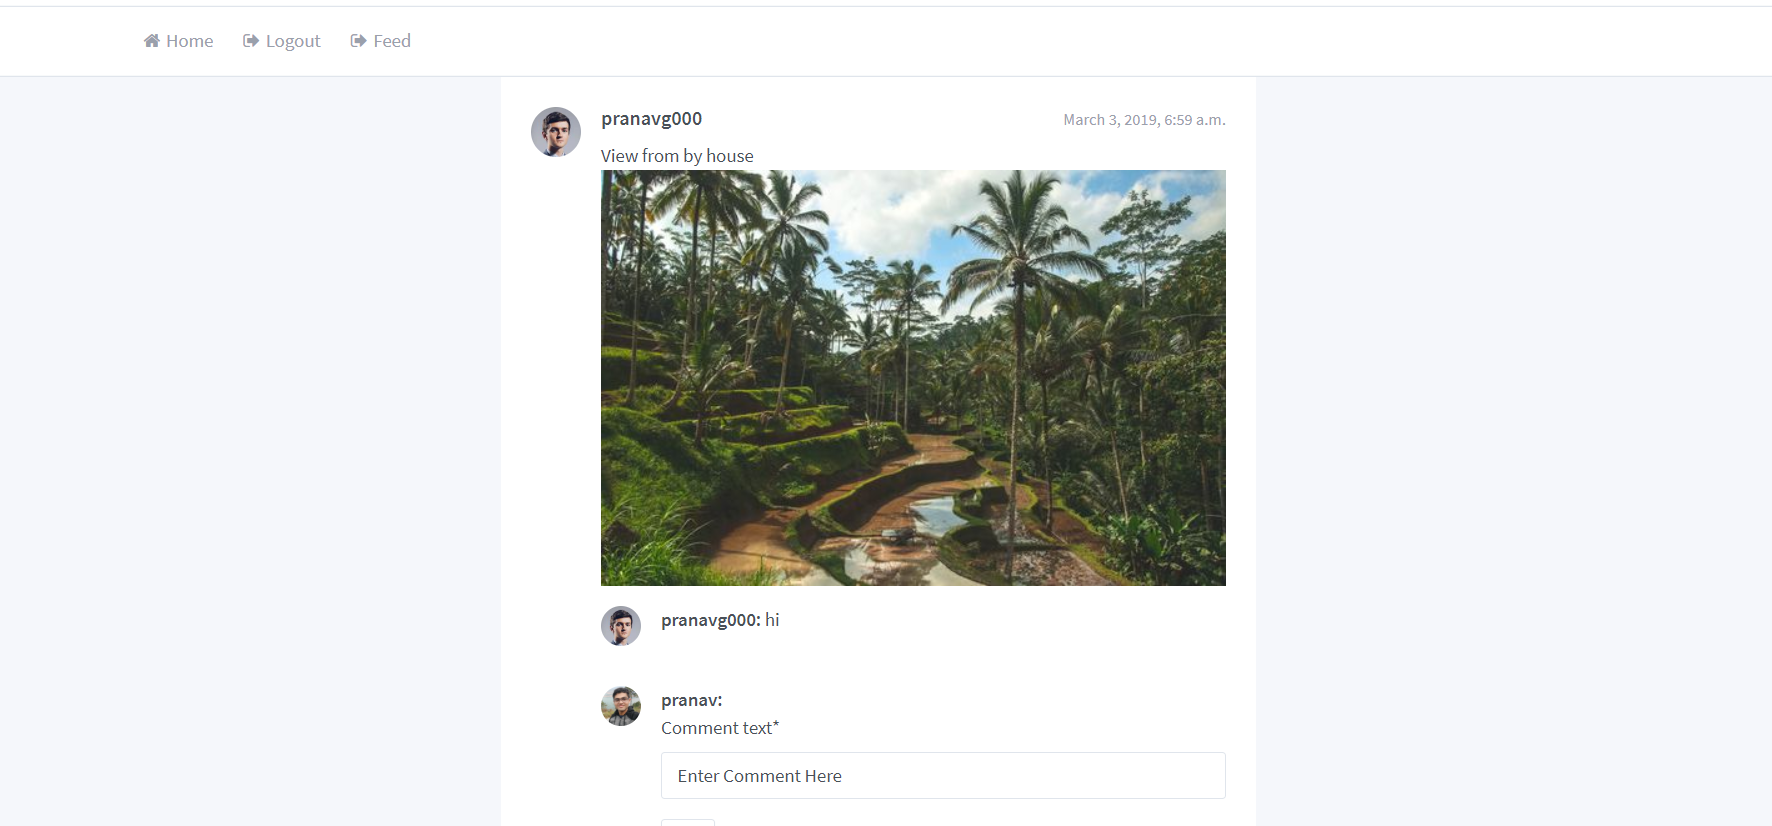 Home Logout Feed
pranavg000 March 3, 2019, 6:59 a.m.
View from by house
pranavg000: hi
pranav:
Comment text*
Enter Comment Here